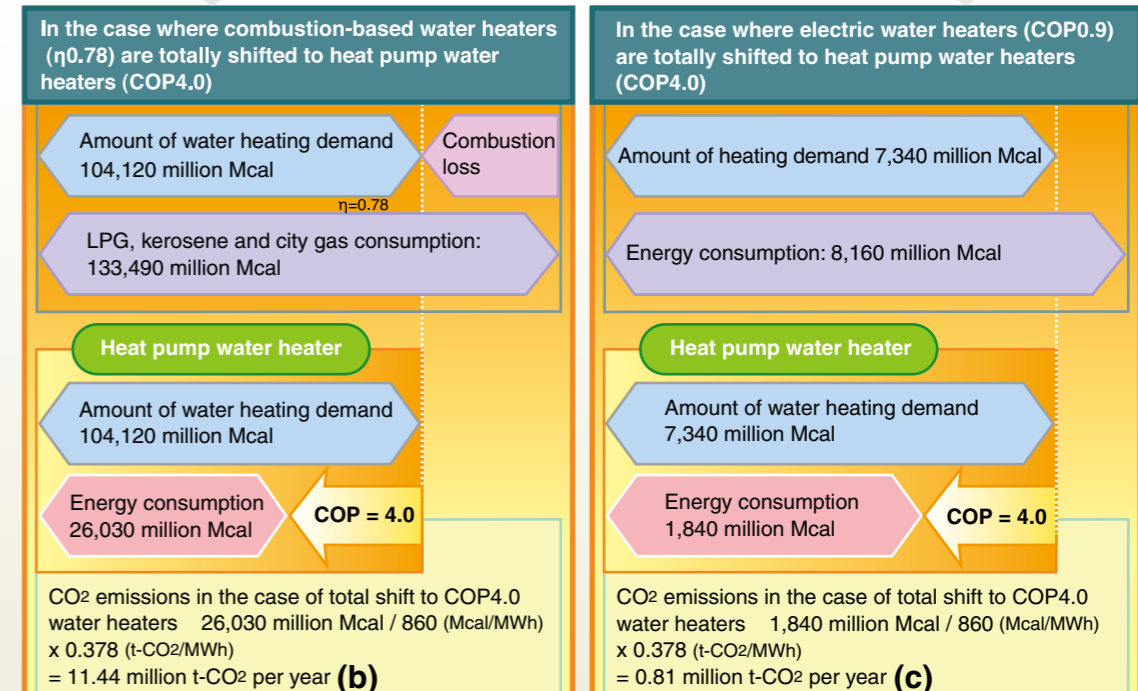 In the case where combustion-based water heaters
(η0.78) are totally shifted to heat pump water
heaters (COP4.0)
Amount of water heating demand
104,120 million Mcal
Combustion
loss
η=0.78
LPG, kerosene and city gas consumption:
133,490 million Mcal
Heat pump water heater
Amount of water heating demand
104,120 million Mcal
Energy consumption
26,030 million Mcal
COP = 4.0
CO2 emissions in the case of total shift to COP4.0
water heaters 26,030 million Mcal / 860 (Mcal/MWh)
x 0.378 (t-CO2/MWh)
= 11.44 million t-CO2 per year (b)
In the case where electric water heaters (COP0.9)
are totally shifted to heat pump water heaters
(COP4.0)
Amount of heating demand 7,340 million Mcal
Energy consumption: 8,160 million Mcal
Heat pump water heater
Amount of water heating demand
7,340 million Mcal
Energy consumption
1,840 million Mcal
COP = 4.0
CO2 emissions in the case of total shift to COP4.0
water heaters 1,840 million Mcal / 860 (Mcal/MWh)
x 0.378 (t-CO2/MWh)
= 0.81 million t-CO2 per year (c)